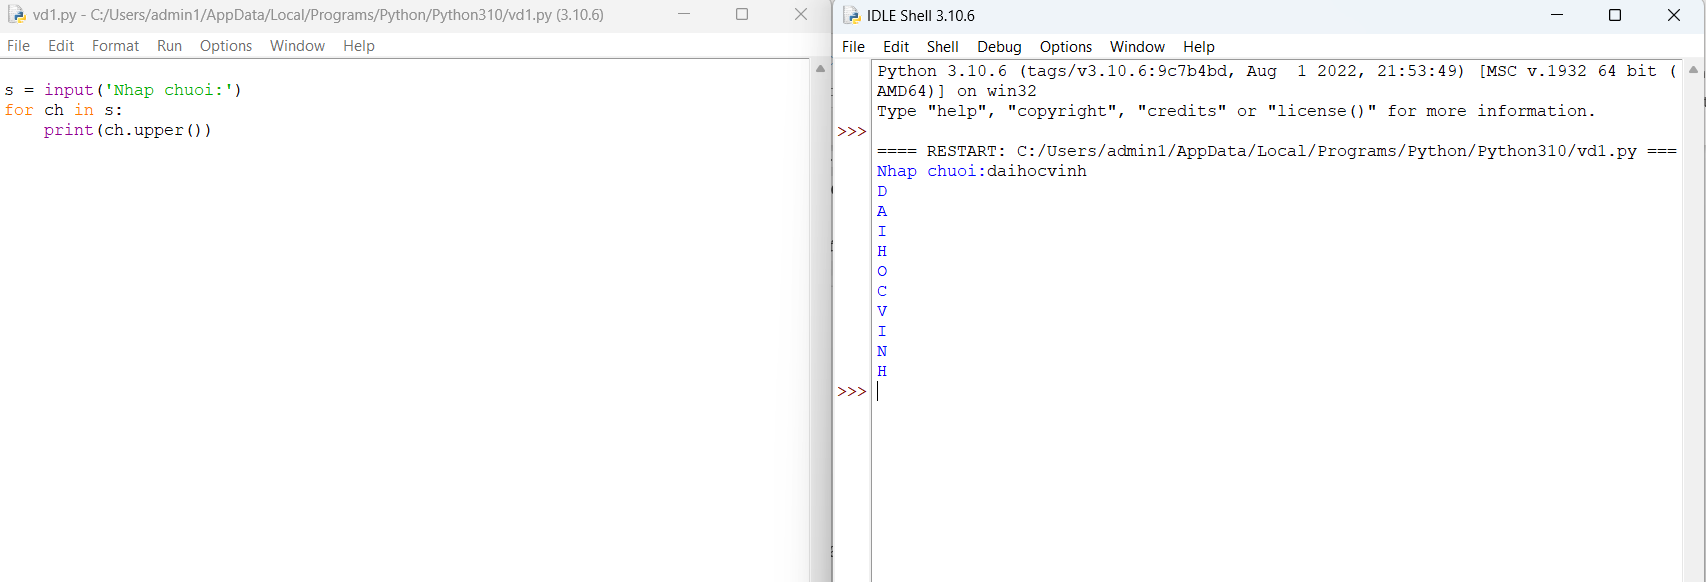 vd1.py - C:/Users/admin1/AppData/Local/Programs/Python/Python310/vd1.py (3.10.6)
File Edit Format Run Options Window Help
s = input('Nhap chuoi:')
for ch in s:
    print(ch.upper())
IDLE Shell 3.10.6
File Edit Shell Debug Options Window Help
Python 3.10.6 (tags/v3.10.6:9c7b4bd, Aug  1 2022, 21:53:49) [MSC v.1932 64 bit (
AMD64)] on win32
Type "help", "copyright", "credits" or "license()" for more information.
>>>
==== RESTART: C:/Users/admin1/AppData/Local/Programs/Python/Python310/vd1.py ===
Nhap chuoi:daihocvinh
D
A
I
H
O
C
V
I
N
H
>>>